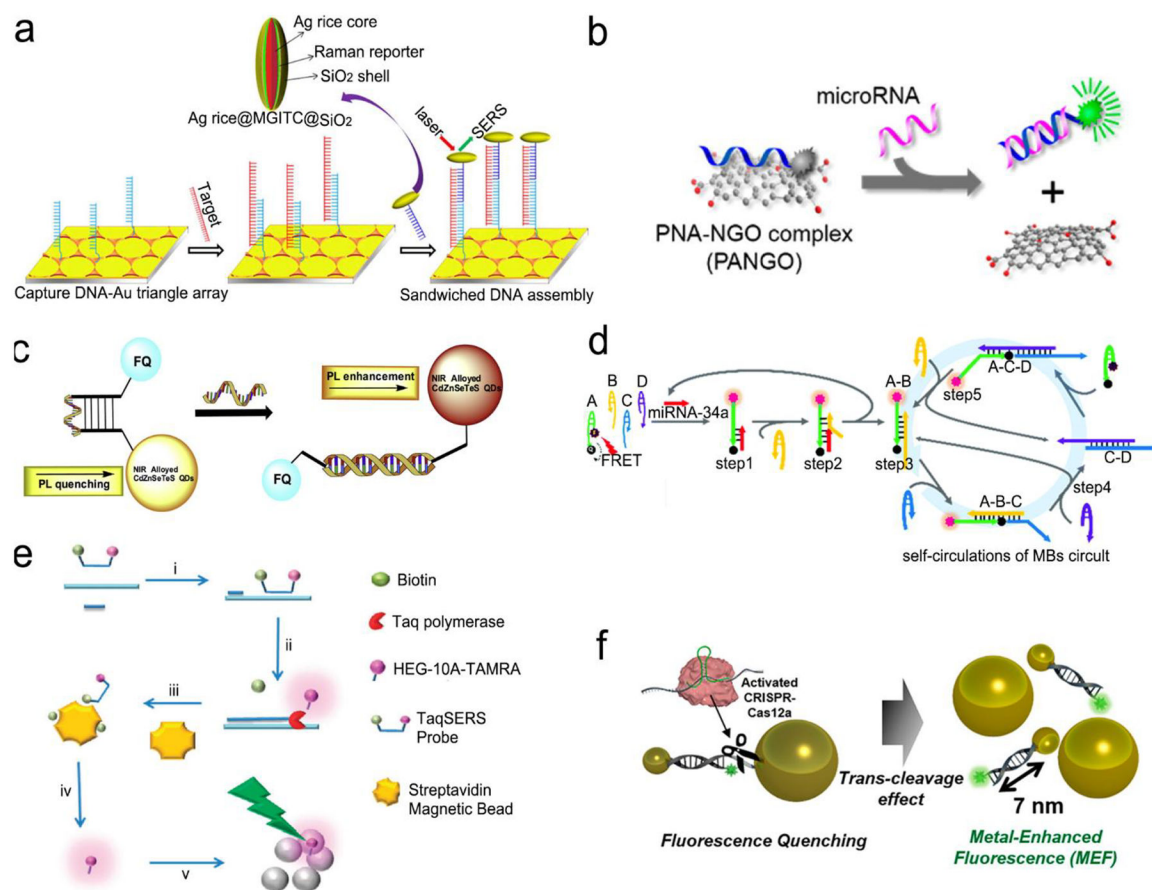 a
Ag rice core
Raman reporter
SiO2 shell
Ag rice@MGITC@SiO2
laser
SERS
Target
Capture DNA-Au triangle array
Sandwiched DNA assembly
b
microRNA
PNA-NGO complex
(PANGO)
+
c
FQ
NIR Alloyed
CdZnSeTeS QDs
PL quenching
PL enhancement
NIR Alloyed
CdZnSeTeS QDs
FQ
d
A
B
C
D
miRNA-34a
FRET
step1
step2
A-B
step3
A-C-D
step5
C-D
step4
A-B-C
self-circulations of MBs circult
e
i
ii
iii
iv
v
Biotin
Taq polymerase
HEG-10A-TAMRA
TaqSERS
Probe
Streptavidin
Magnetic Bead
f
Activated
CRISPR-
Cas12a
Fluorescence Quenching
Trans-cleavage
effect
7 nm
Metal-Enhanced
Fluorescence (MEF)